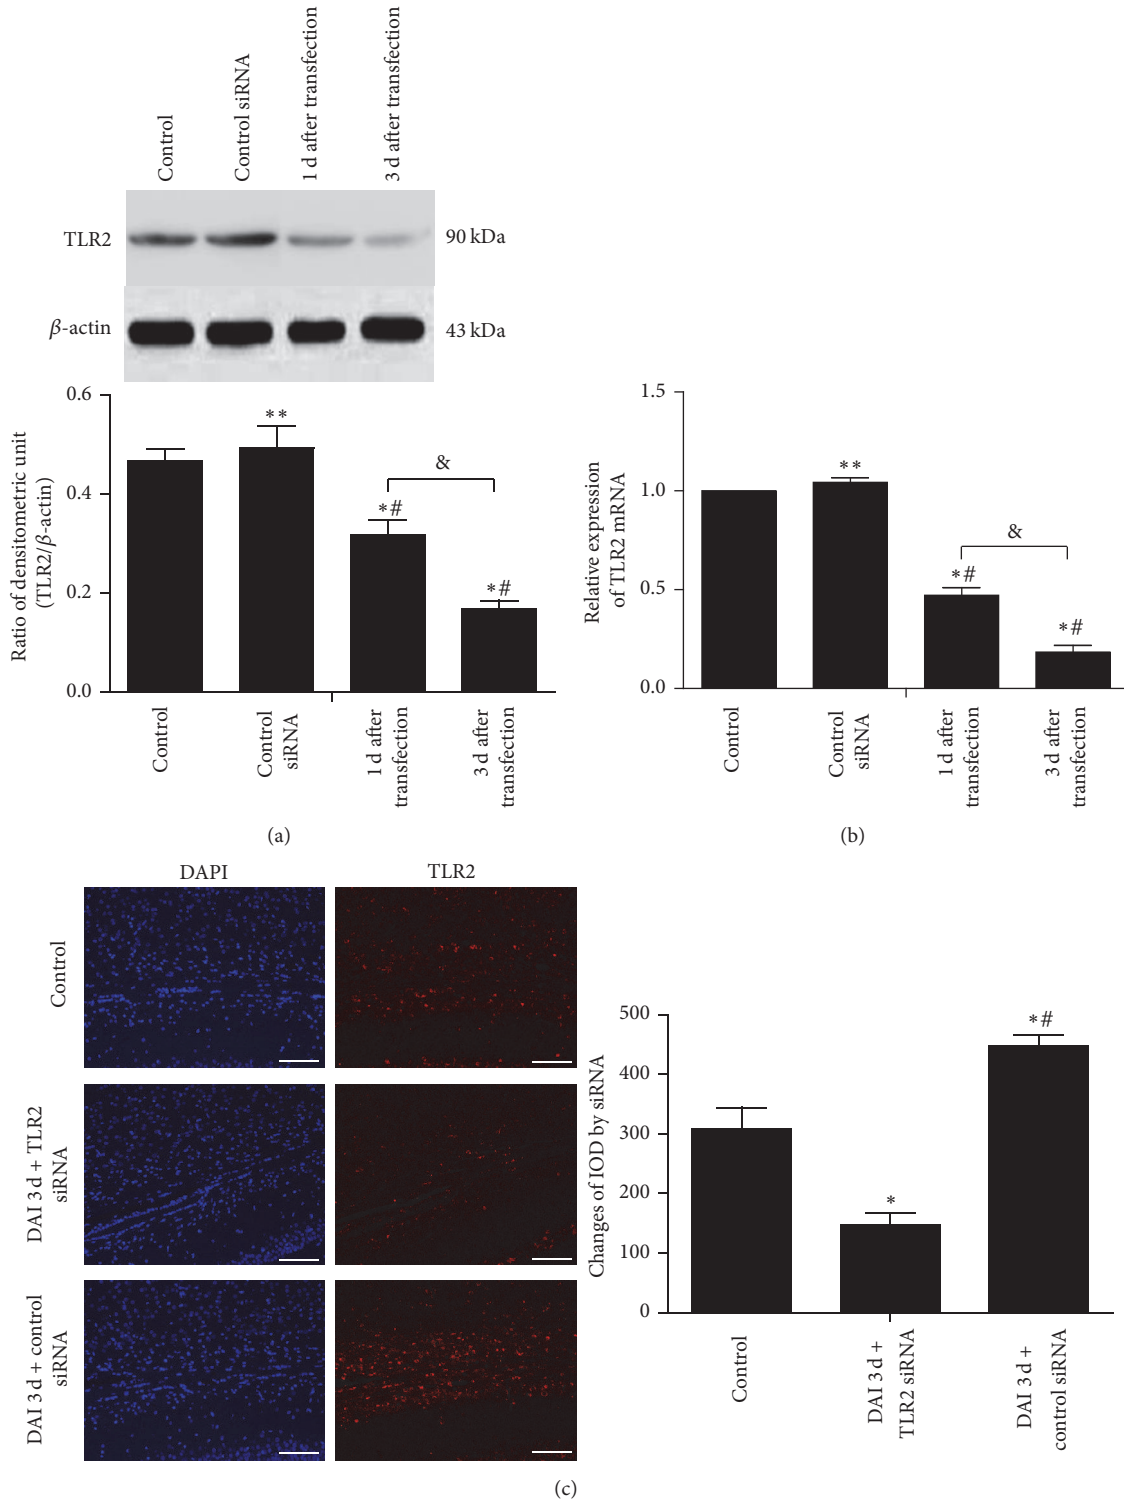 Control
Control siRNA
1 d after transfection
3 d after transfection
TLR2
90 kDa
β-actin
43 kDa
Ratio of densitometric unit
(TLR2/β-actin)
0.6
0.4
0.2
0.0
**
*#
&
*#
Control
Control
siRNA
1 d after
transfection
3 d after
transfection
(a)
Relative expression
of TLR2 mRNA
1.5
1.0
0.5
0.0
**
*#
&
*#
Control
Control
siRNA
1 d after
transfection
3 d after
transfection
(b)
DAPI
TLR2
Control
DAI 3 d + TLR2
siRNA
DAI 3 d + control
siRNA
Changes of IOD by siRNA
500
400
300
200
100
0
*
*#
Control
DAI 3 d +
TLR2 siRNA
DAI 3 d +
control siRNA
(c)